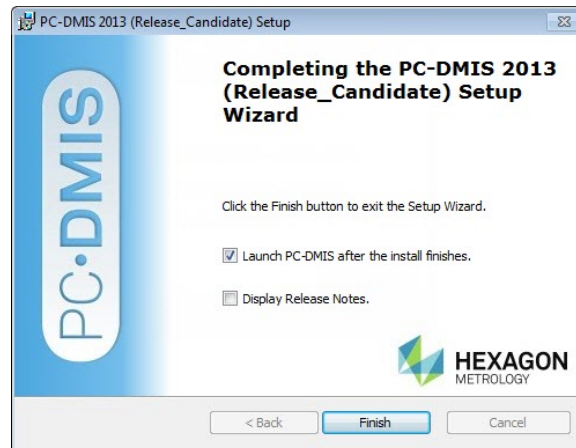 PC-DMIS 2013 (Release_Candidate) Setup
PC•DMIS
Completing the PC-DMIS 2013
(Release_Candidate) Setup
Wizard
Click the Finish button to exit the Setup Wizard.
Launch PC-DMIS after the install finishes.
Display Release Notes.
HEXAGON
METROLOGY
< Back
Finish
Cancel